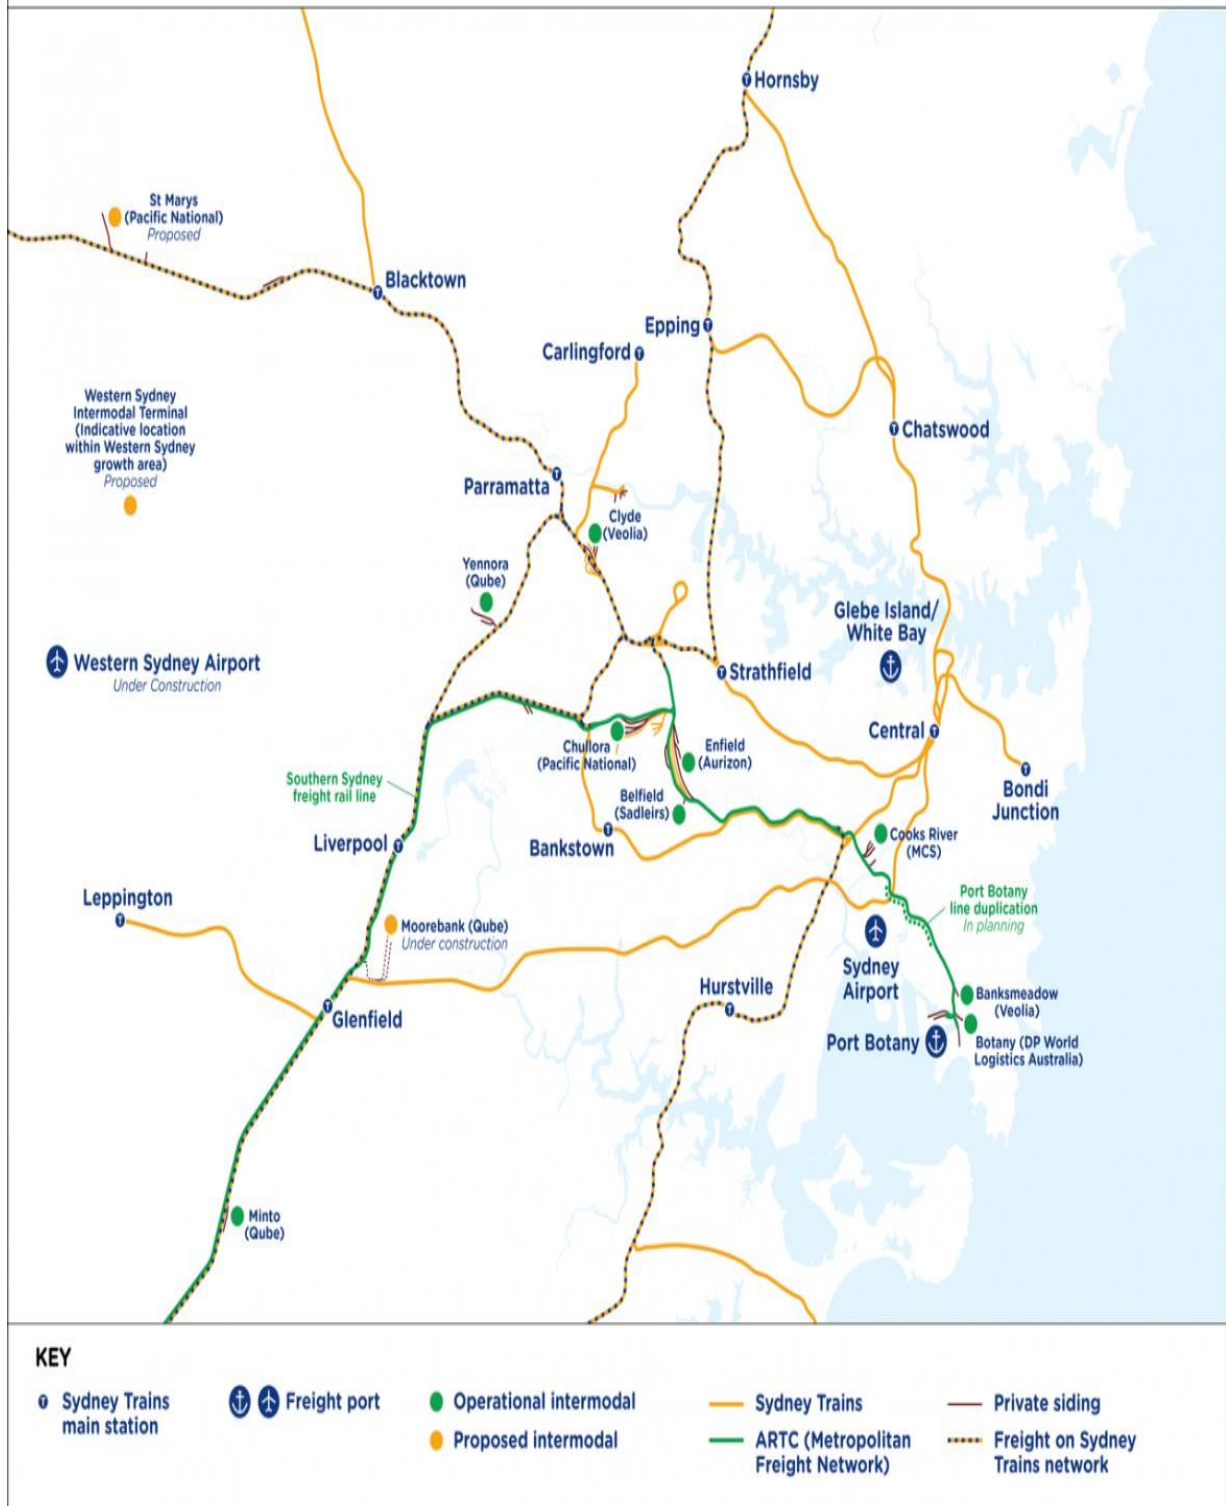 Hornsby
St Marys
(Pacific National)
Proposed
Blacktown
Epping
Carlingford
Western Sydney
Intermodal Terminal
(Indicative location
within Western Sydney
growth area)
Proposed
Chatswood
Parramatta
Clyde
(Veolia)
Yennora
(Qube)
Glebe Island/
White Bay
Western Sydney Airport
Under Construction
Strathfield
Central
Chullora
(Pacific National)
Enfield
(Aurizon)
Southern Sydney
freight rail line
Belfield
(Sadleirs)
Bondi
Junction
Liverpool
Bankstown
Cooks River
(MCS)
Leppington
Port Botany
line duplication
In planning
Moorebank (Qube)
Under construction
Sydney
Airport
Hurstville
Banksmeadow
(Veolia)
Glenfield
Port Botany
Botany (DP World
Logistics Australia)
Minto
(Qube)
KEY
T Sydney Trains
main station
Freight port
Operational intermodal
Proposed intermodal
Sydney Trains
ARTC (Metropolitan
Freight Network)
Private siding
Freight on Sydney
Trains network